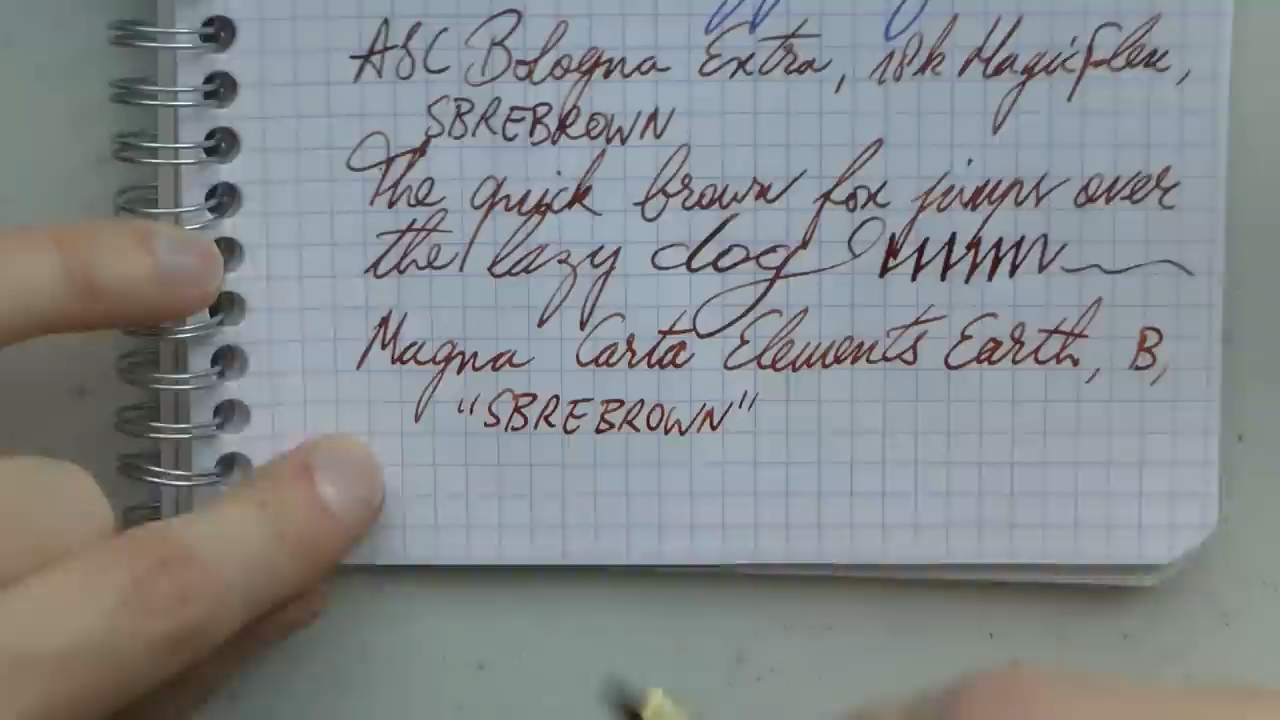 ASC Bologna Extra, 18k MagicFlex,
SBREBROWN
The quick brown fox jumps over
the lazy dog
Magna Carta Elements Earth, B,
"SBREBROWN"